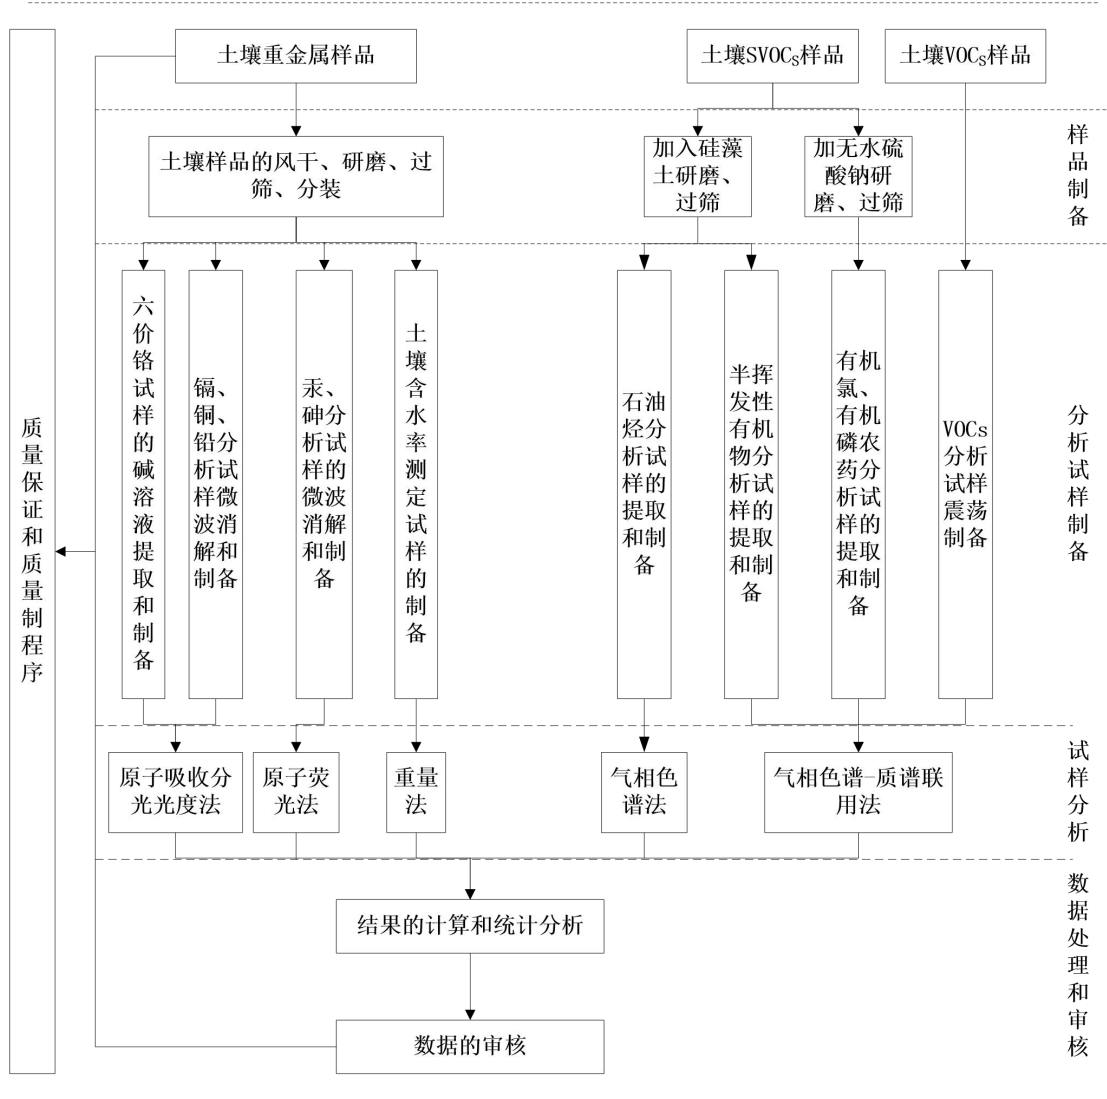 土壤重金属样品
土壤SVOCs样品
土壤VOCs样品
土壤样品的风干、研磨、过
筛、分装
加入硅藻
土研磨、
过筛
加无水硫
酸钠研
磨、过筛
样品制备
质量保证和质量制程序
六价铬试样的碱溶液提取和制备
镉、
铜、
铅分
析试
样微
波消
解和
制备
汞、
砷分
析试
样的
微波
消解
和制
备
土壤含水率测定试样的制备
石油
烃分
析试
样的
提取
和制
备
半挥
发性
有机
物分
析试
样的
提取
和制
备
有机
氯、
有机
磷农
药分
析试
样的
提取
和制
备
VOCs
分析
试样
震荡
制备
分析试样制备
原子吸收分
光光度法
原子荧
光法
重量
法
气相色
谱法
气相色谱-质谱联
用法
试样分析
结果的计算和统计分析
数据的审核
数据处理和审核